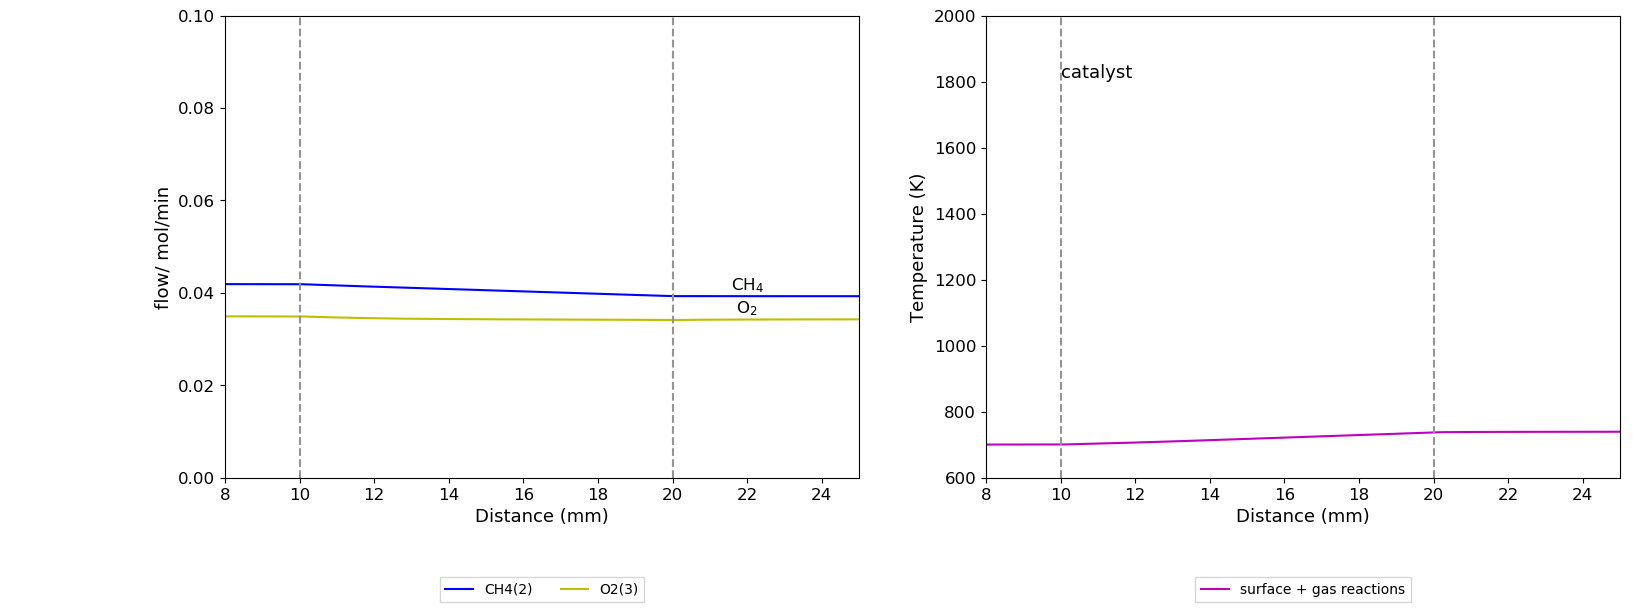 0.10
0.08
0.06
0.04
0.02
0.00
flow/ mol/min
CH₄
O₂
8 10 12 14 16 18 20 22 24
Distance (mm)
CH4(2) O2(3)
2000
1800
1600
1400
1200
1000
800
600
Temperature (K)
catalyst
8 10 12 14 16 18 20 22 24
Distance (mm)
surface + gas reactions